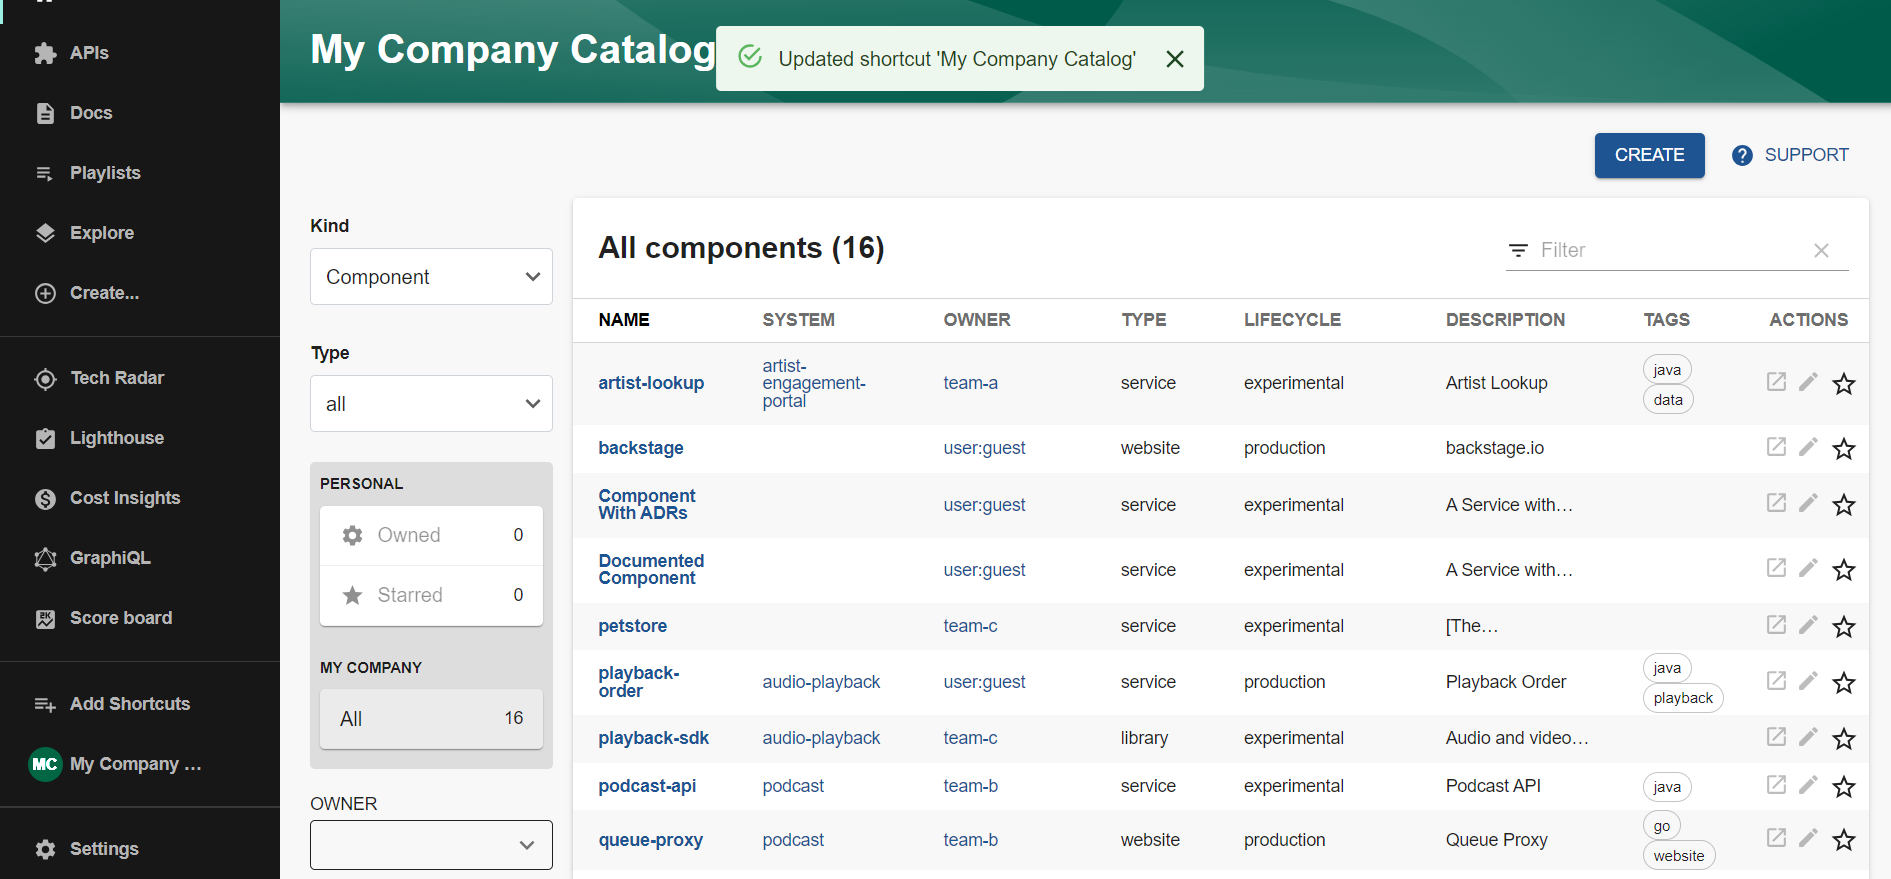 My Company Catalog
Updated shortcut 'My Company Catalog'
APIs
Docs
Playlists
Explore
Create...
Tech Radar
Lighthouse
Cost Insights
GraphiQL
Score board
Add Shortcuts
MC My Company …
Settings
CREATE
SUPPORT
Kind
Component
Type
all
PERSONAL
Owned 0
Starred 0
MY COMPANY
All 16
OWNER
All components (16)
Filter
NAME SYSTEM OWNER TYPE LIFECYCLE DESCRIPTION TAGS ACTIONS
artist-lookup artist-engagement-portal team-a service experimental Artist Lookup java data
backstage user:guest website production backstage.io
Component With ADRs user:guest service experimental A Service with…
Documented Component user:guest service experimental A Service with…
petstore team-c service experimental [The…
playback-order audio-playback user:guest service production Playback Order java playback
playback-sdk audio-playback team-c library experimental Audio and video…
podcast-api podcast team-b service experimental Podcast API java
queue-proxy podcast team-b website production Queue Proxy go website